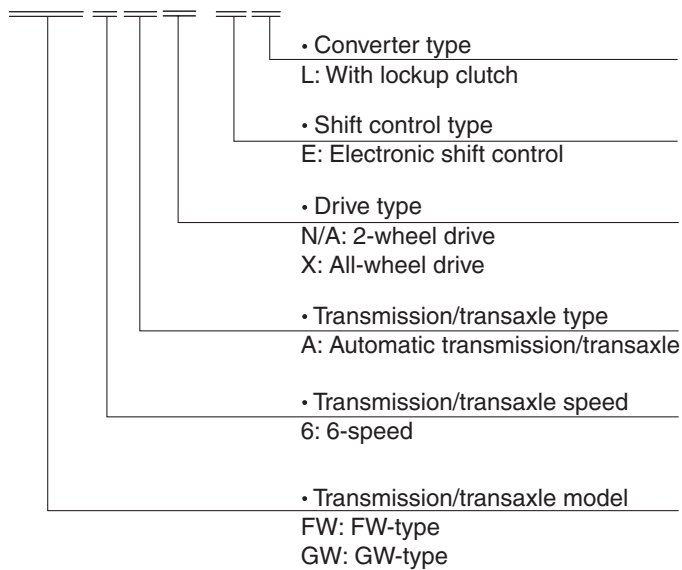 • Converter type
L: With lockup clutch
• Shift control type
E: Electronic shift control
• Drive type
N/A: 2-wheel drive
X: All-wheel drive
• Transmission/transaxle type
A: Automatic transmission/transaxle
• Transmission/transaxle speed
6: 6-speed
• Transmission/transaxle model
FW: FW-type
GW: GW-type